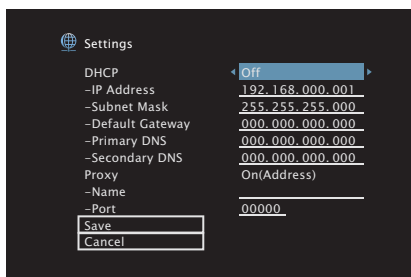 Settings
DHCP Off
–IP Address 192.168.000.001
–Subnet Mask 255.255.255.000
–Default Gateway 000.000.000.000
–Primary DNS 000.000.000.000
–Secondary DNS 000.000.000.000
Proxy On(Address)
–Name
–Port 00000
Save
Cancel